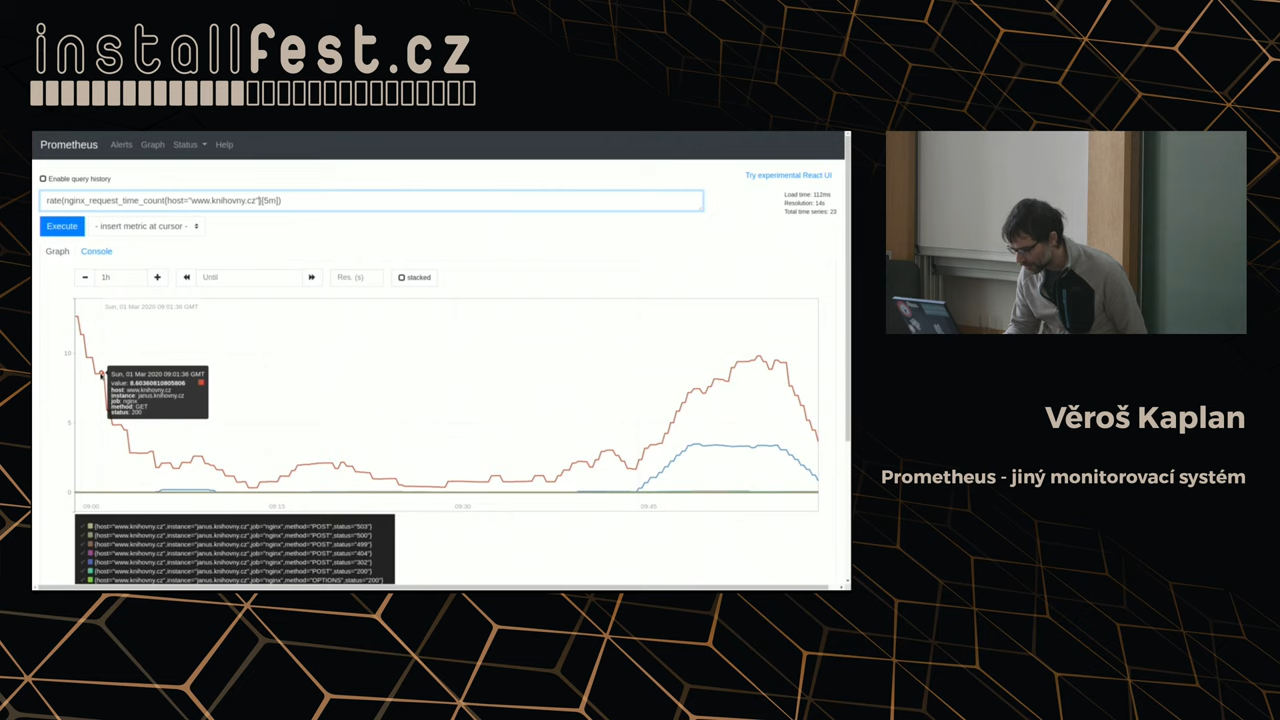 installfest.cz
Prometheus Alerts Graph Status Help
Enable query history
Try experimental React UI
rate(nginx_request_time_count{host="www.knihovny.cz"}[5m])
Load time: 112ms
Resolution: 14s
Total time series: 23
Execute - insert metric at cursor -
Graph Console
1h Until Res. (s) stacked
Sun, 01 Mar 2020 09:01:36 GMT
10
5
0
Sun, 01 Mar 2020 09:01:36 GMT
value: 8.60360810805806
host: www.knihovny.cz
instance: janus.knihovny.cz
job: nginx
method: GET
status: 200
09:00 09:15 09:30 09:45
{host="www.knihovny.cz",instance="janus.knihovny.cz",job="nginx",method="POST",status="503"}
{host="www.knihovny.cz",instance="janus.knihovny.cz",job="nginx",method="POST",status="500"}
{host="www.knihovny.cz",instance="janus.knihovny.cz",job="nginx",method="POST",status="499"}
{host="www.knihovny.cz",instance="janus.knihovny.cz",job="nginx",method="POST",status="404"}
{host="www.knihovny.cz",instance="janus.knihovny.cz",job="nginx",method="POST",status="302"}
{host="www.knihovny.cz",instance="janus.knihovny.cz",job="nginx",method="POST",status="200"}
{host="www.knihovny.cz",instance="janus.knihovny.cz",job="nginx",method="OPTIONS",status="200"}
Věroš Kaplan
Prometheus - jiný monitorovací systém